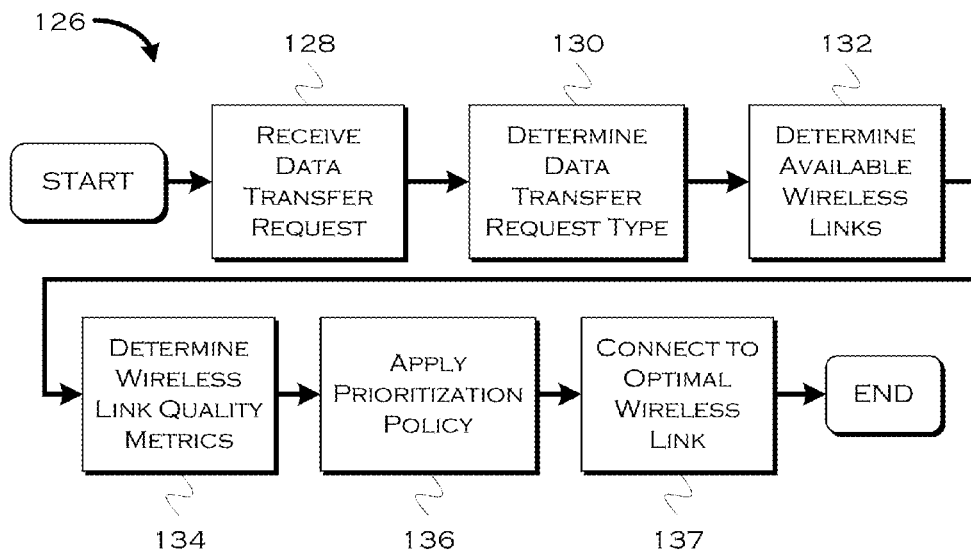 126
128
130
132
START
RECEIVE
DATA
TRANSFER
REQUEST
DETERMINE
DATA
TRANSFER
REQUEST TYPE
DETERMINE
AVAILABLE
WIRELESS
LINKS
DETERMINE
WIRELESS
LINK QUALITY
METRICS
APPLY
PRIORITIZATION
POLICY
CONNECT TO
OPTIMAL
WIRELESS
LINK
END
134
136
137